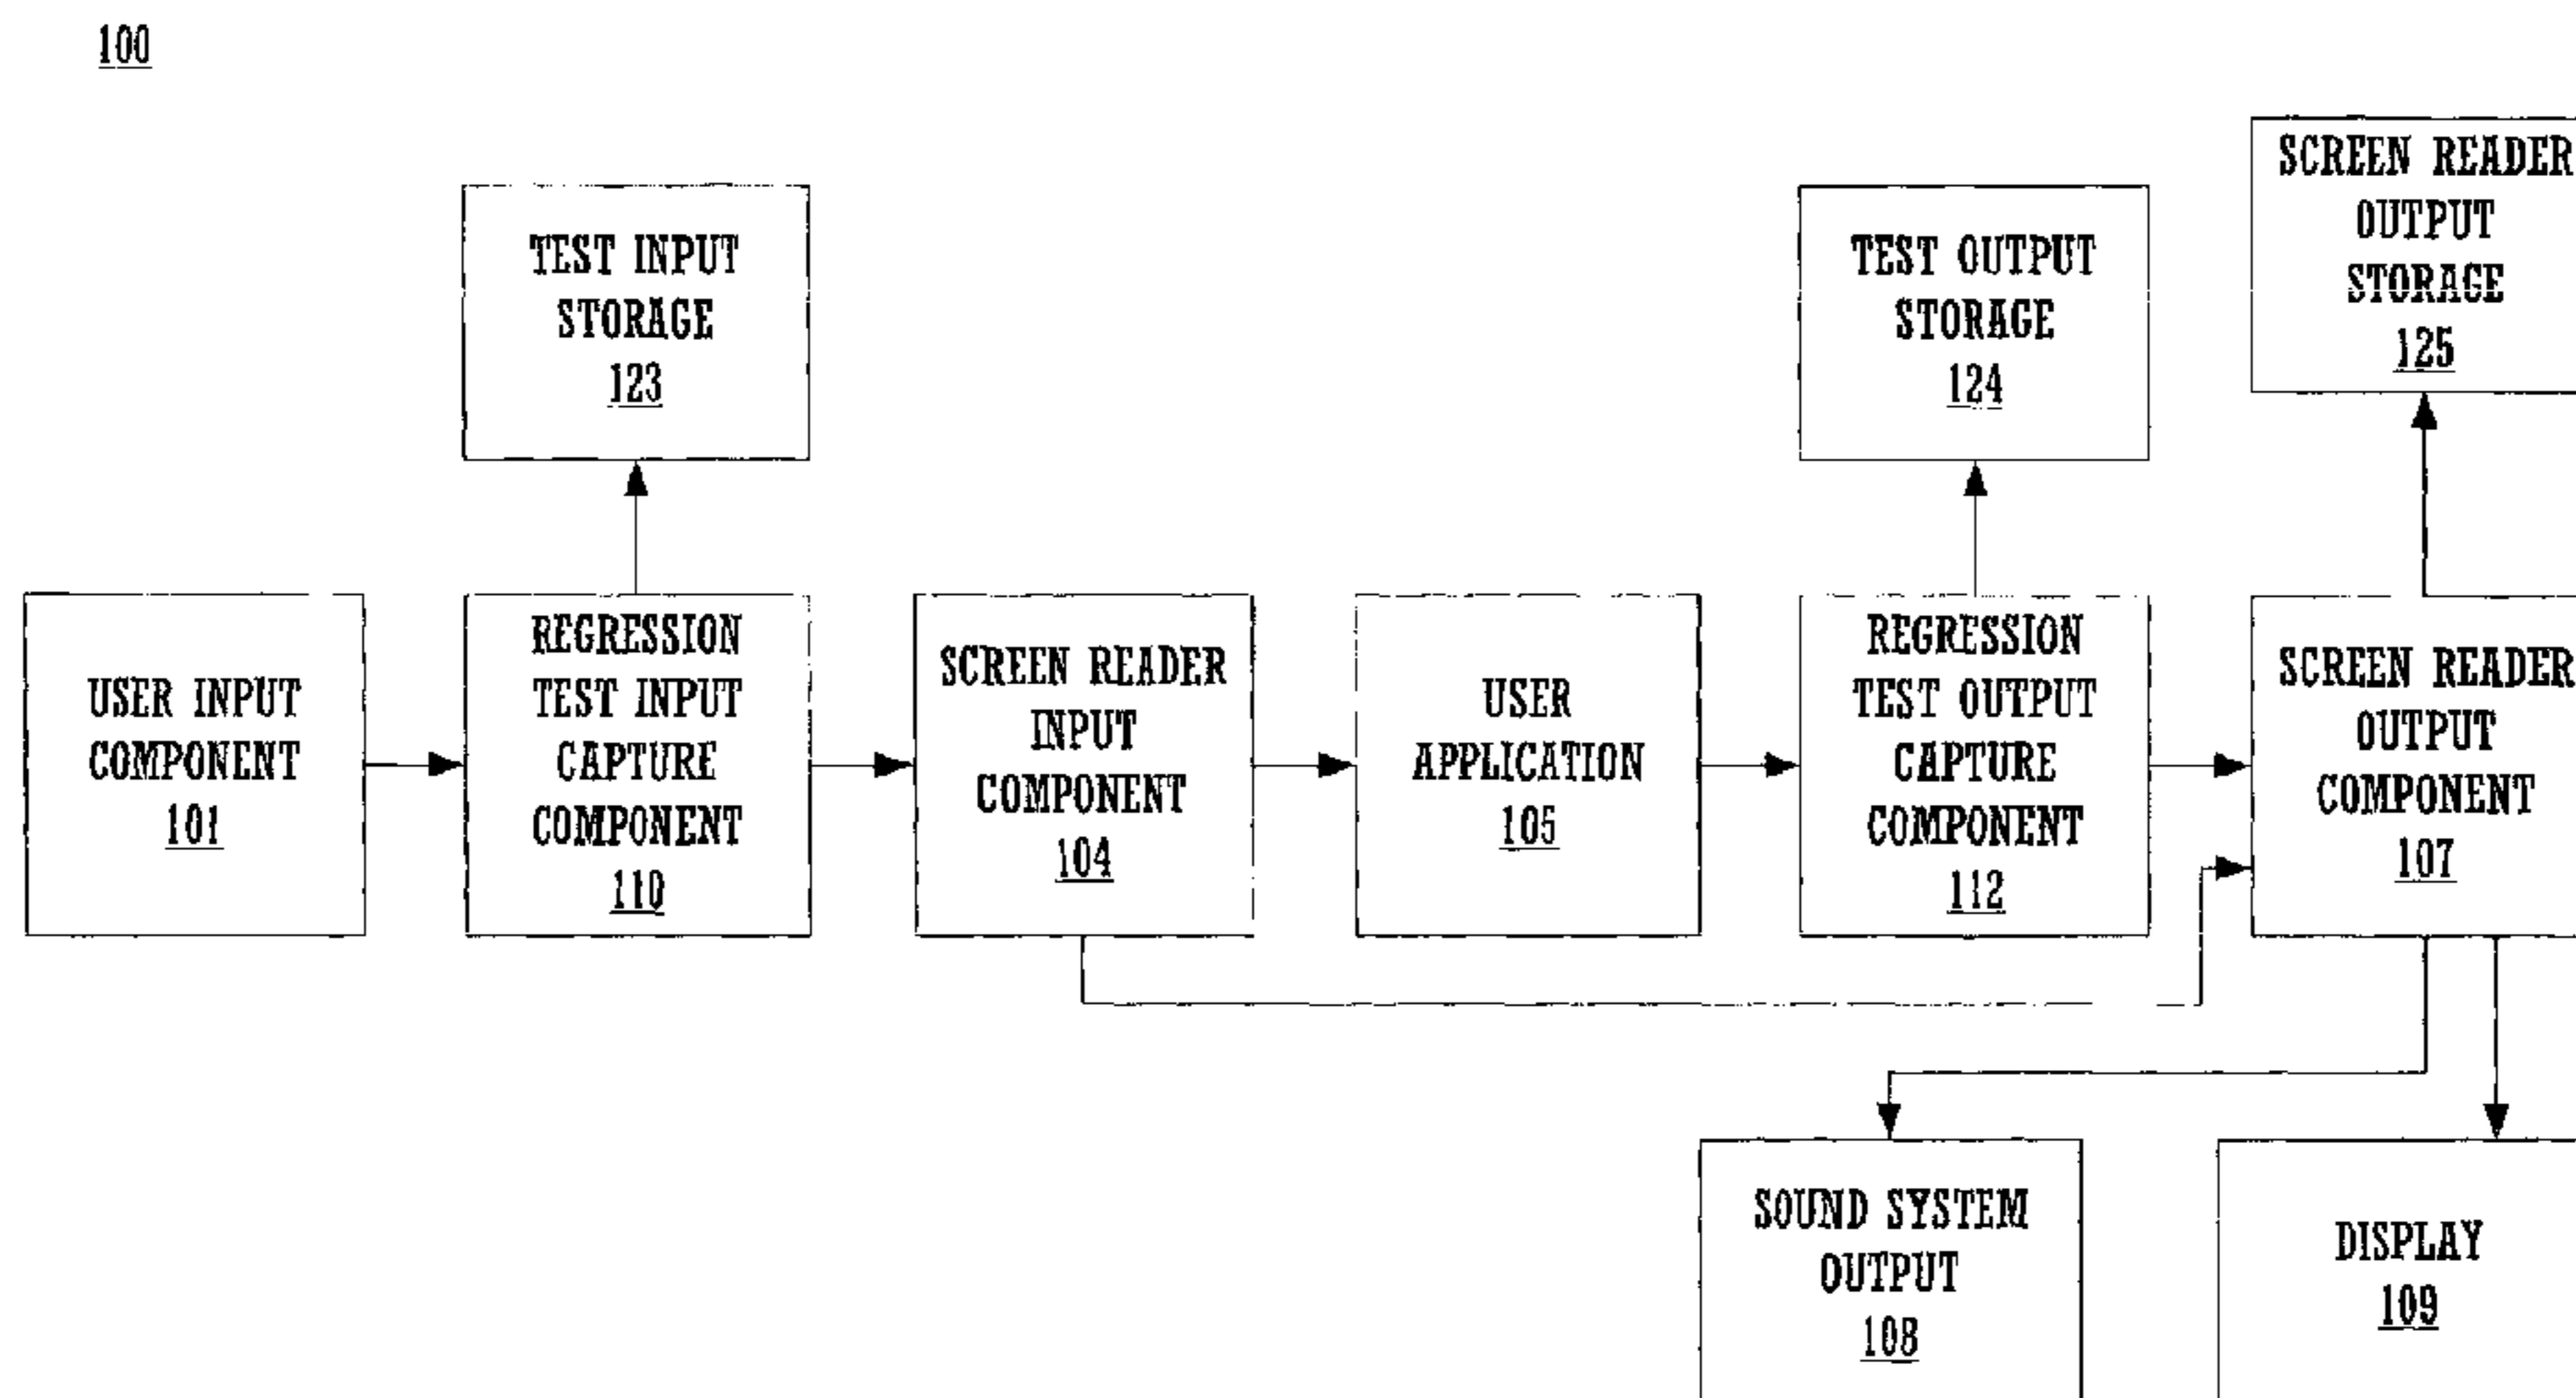 100
TEST INPUT
STORAGE
123
TEST OUTPUT
STORAGE
124
SCREEN READER
OUTPUT
STORAGE
125
USER INPUT
COMPONENT
101
REGRESSION
TEST INPUT
CAPTURE
COMPONENT
110
SCREEN READER
INPUT
COMPONENT
104
USER
APPLICATION
105
REGRESSION
TEST OUTPUT
CAPTURE
COMPONENT
112
SCREEN READER
OUTPUT
COMPONENT
107
SOUND SYSTEM
OUTPUT
108
DISPLAY
109